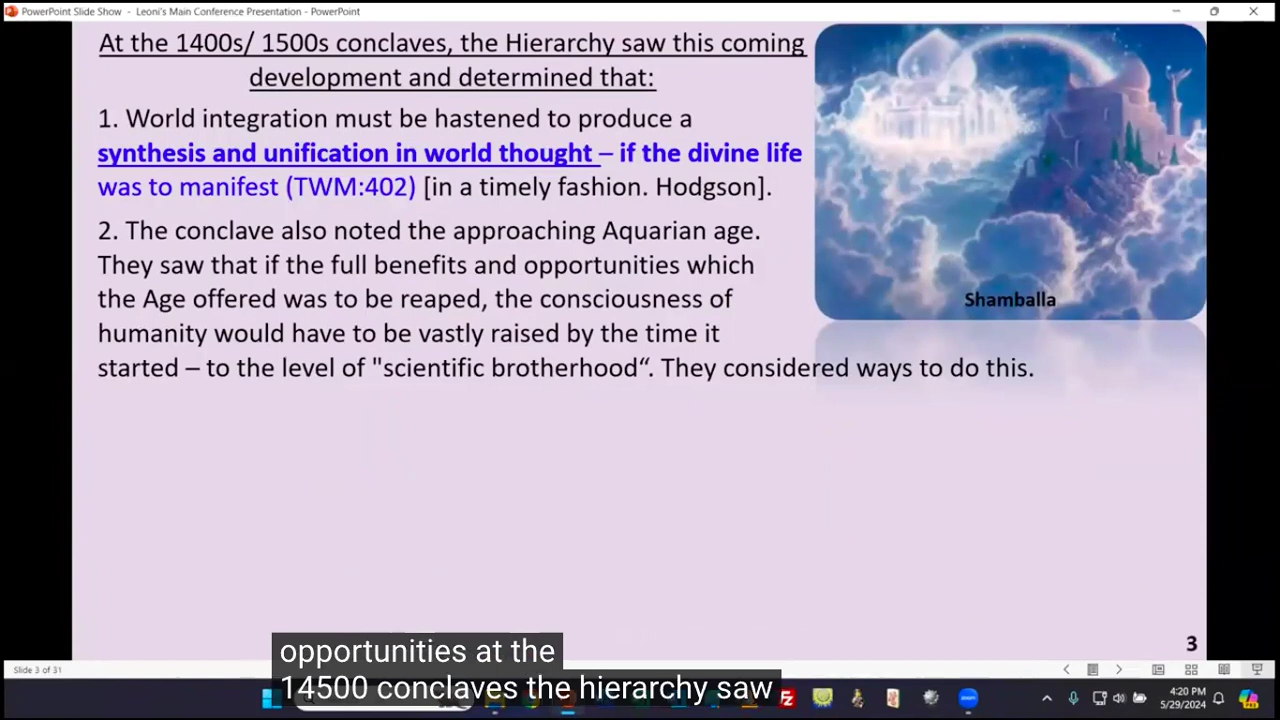 PowerPoint Slide Show - Leoni's Main Conference Presentation - PowerPoint
At the 1400s/ 1500s conclaves, the Hierarchy saw this coming
development and determined that:
1. World integration must be hastened to produce a
synthesis and unification in world thought – if the divine life
was to manifest (TWM:402) [in a timely fashion. Hodgson].
2. The conclave also noted the approaching Aquarian age.
They saw that if the full benefits and opportunities which
the Age offered was to be reaped, the consciousness of
humanity would have to be vastly raised by the time it
started – to the level of "scientific brotherhood“. They considered ways to do this.
Shamballa
3
opportunities at the
14500 conclaves the hierarchy saw
Slide 3 of 31
4:20 PM
5/29/2024